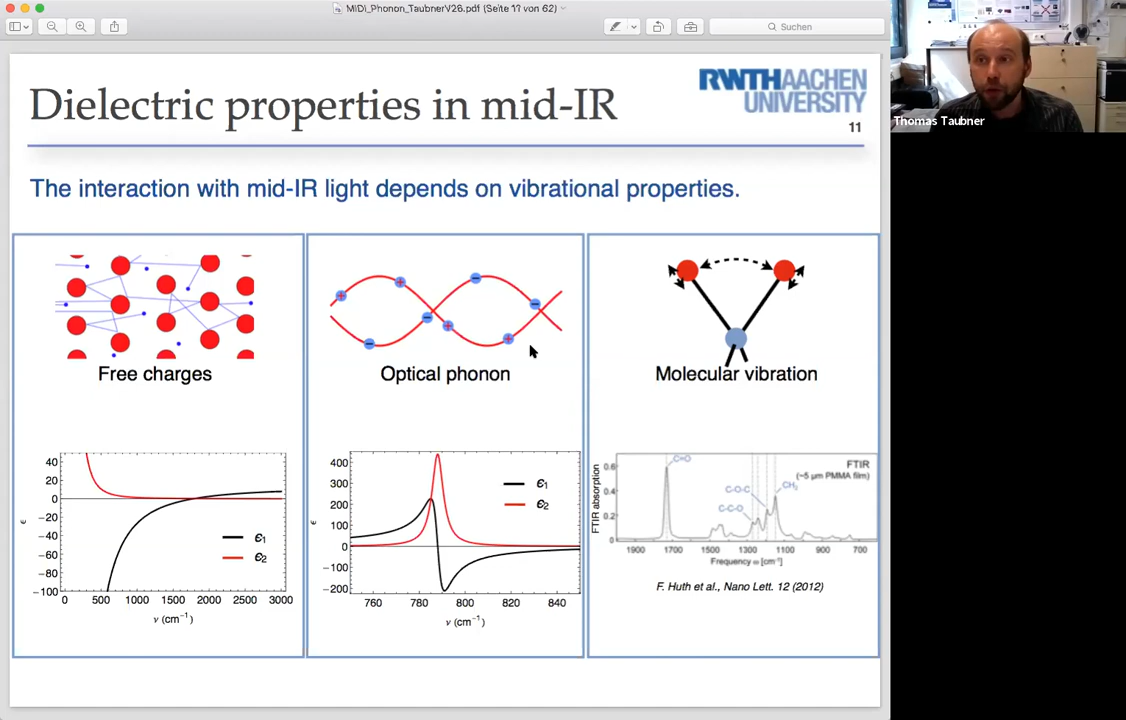 MIDI_Phonon_TaubnerV26.pdf (Seite 11 von 62)
Suchen
Thomas Taubner
Dielectric properties in mid-IR
RWTHAACHEN
UNIVERSITY
11
The interaction with mid-IR light depends on vibrational properties.
Free charges
40
20
0
-20
-40
-60
-80
-100
ϵ
ϵ1
ϵ2
0 500 1000 1500 2000 2500 3000
ν (cm⁻¹)
+ + - -
- - + +
Optical phonon
400
300
200
100
0
-100
-200
ϵ
ϵ1
ϵ2
760 780 800 820 840
ν (cm⁻¹)
Molecular vibration
FTIR
(~5 µm PMMA film)
C=O
C-O-C
C-C-O
CH3
FTIR absorption
0.6
0.4
0.2
0
1900 1700 1500 1300 1100 900 700
Frequency ω [cm⁻¹]
F. Huth et al., Nano Lett. 12 (2012)